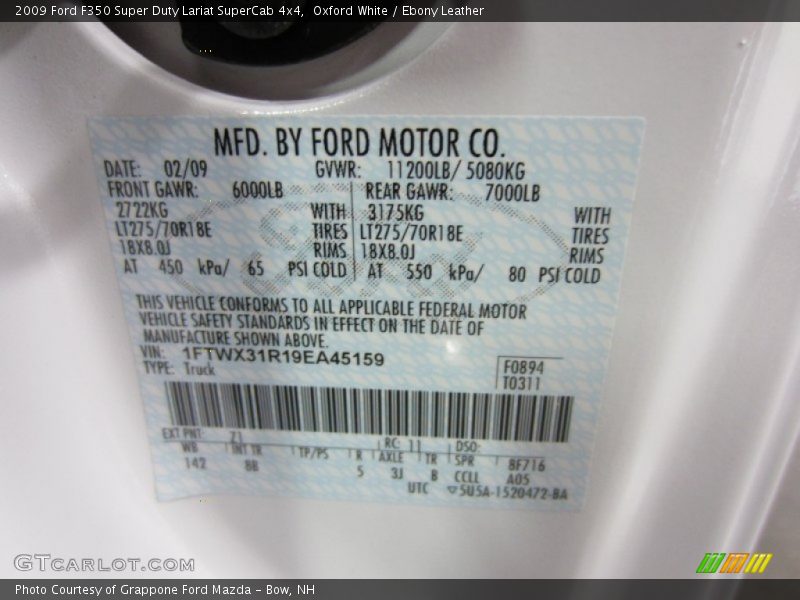 2009 Ford F350 Super Duty Lariat SuperCab 4x4, Oxford White / Ebony Leather
MFD. BY FORD MOTOR CO.
DATE: 02/09 GVWR: 11200LB/ 5080KG
FRONT GAWR: 6000LB REAR GAWR: 7000LB
2722KG WITH 3175KG WITH
LT275/70R18E TIRES LT275/70R18E TIRES
18X8.0J RIMS 18X8.0J RIMS
AT 450 kPa/ 65 PSI COLD AT 550 kPa/ 80 PSI COLD
THIS VEHICLE CONFORMS TO ALL APPLICABLE FEDERAL MOTOR
VEHICLE SAFETY STANDARDS IN EFFECT ON THE DATE OF
MANUFACTURE SHOWN ABOVE.
VIN: 1FTWX31R19EA45159
TYPE: Truck
F0894
T0311
EXT PNT: Z1 RC: 11 DSO:
WB INT TR TP/PS R AXLE TR SPR 8F716
142 8B 5 3J B CCLL A05
UTC ▽5U5A-1520472-BA
GTCARLOT.COM
Photo Courtesy of Grappone Ford Mazda – Bow, NH